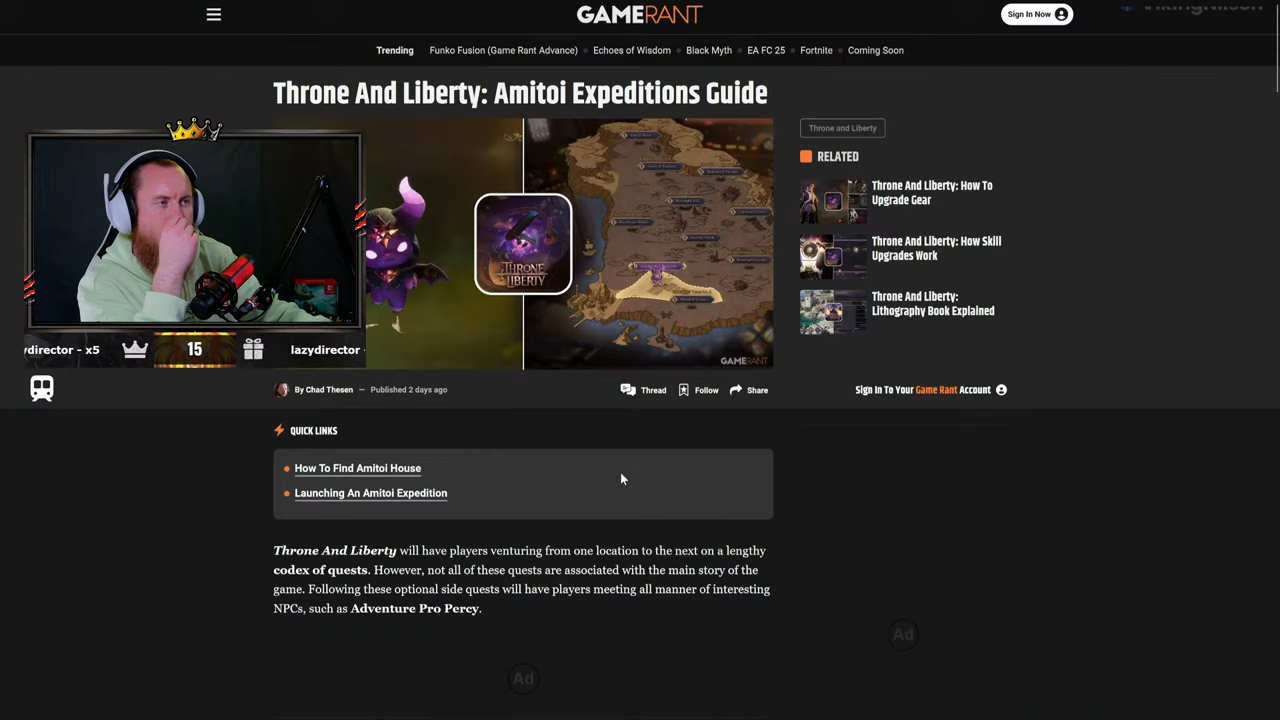 GAMERANT
Sign In Now
Trending
Funko Fusion (Game Rant Advance)
Echoes of Wisdom
Black Myth
EA FC 25
Fortnite
Coming Soon
Throne And Liberty: Amitoi Expeditions Guide
Throne and Liberty
RELATED
Throne And Liberty: How To
Upgrade Gear
Throne And Liberty: How Skill
Upgrades Work
Throne And Liberty:
Lithography Book Explained
THRONE
AND
LIBERTY
GAMERANT
director - x5
15
lazydirector
By Chad Thesen — Published 2 days ago
Thread
Follow
Share
Sign In To Your Game Rant Account
QUICK LINKS
How To Find Amitoi House
Launching An Amitoi Expedition
Throne And Liberty will have players venturing from one location to the next on a lengthy
codex of quests. However, not all of these quests are associated with the main story of the
game. Following these optional side quests will have players meeting all manner of interesting
NPCs, such as Adventure Pro Percy.
Ad
Ad